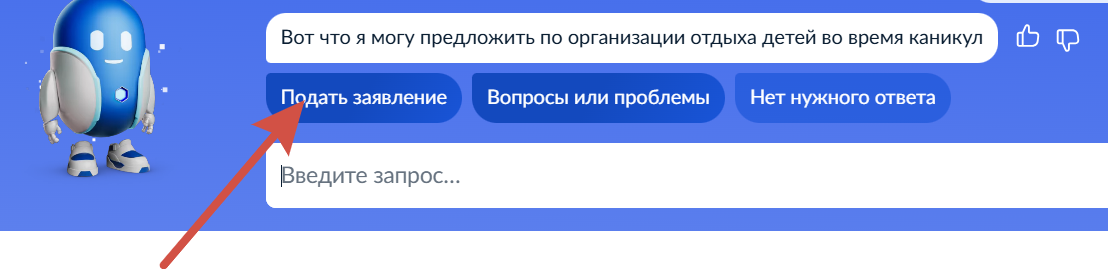 Вот что я могу предложить по организации отдыха детей во время каникул
Подать заявление
Вопросы или проблемы
Нет нужного ответа
Введите запрос...